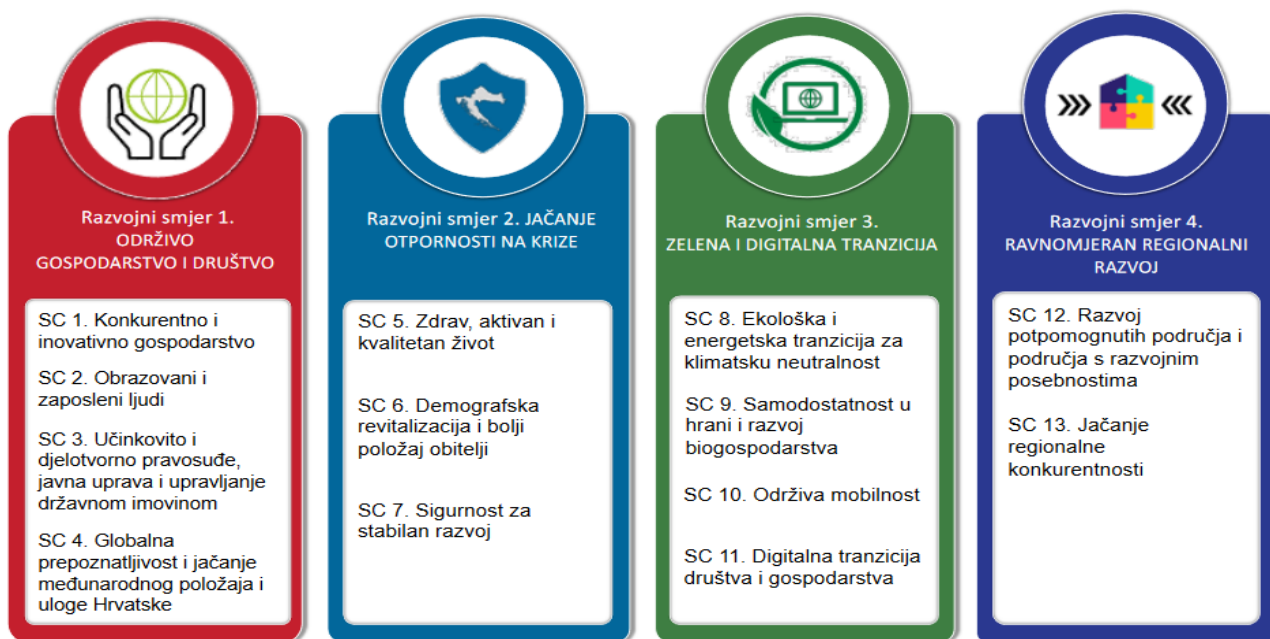 Razvojni smjer 1.
ODRŽIVO
GOSPODARSTVO I DRUŠTVO
SC 1. Konkurentno i
inovativno gospodarstvo
SC 2. Obrazovani i
zaposleni ljudi
SC 3. Učinkovito i
djelotvorno pravosuđe,
javna uprava i upravljanje
državnom imovinom
SC 4. Globalna
prepoznatljivost i jačanje
međunarodnog položaja i
uloge Hrvatske
Razvojni smjer 2. JAČANJE
OTPORNOSTI NA KRIZE
SC 5. Zdrav, aktivan i
kvalitetan život
SC 6. Demografska
revitalizacija i bolji
položaj obitelji
SC 7. Sigurnost za
stabilan razvoj
Razvojni smjer 3.
ZELENA I DIGITALNA TRANZICIJA
SC 8. Ekološka i
energetska tranzicija za
klimatsku neutralnost
SC 9. Samodostatnost u
hrani i razvoj
biogospodarstva
SC 10. Održiva mobilnost
SC 11. Digitalna tranzicija
društva i gospodarstva
Razvojni smjer 4.
RAVNOMJERAN REGIONALNI
RAZVOJ
SC 12. Razvoj
potpomognutih područja i
područja s razvojnim
posebnostima
SC 13. Jačanje
regionalne
konkurentnosti